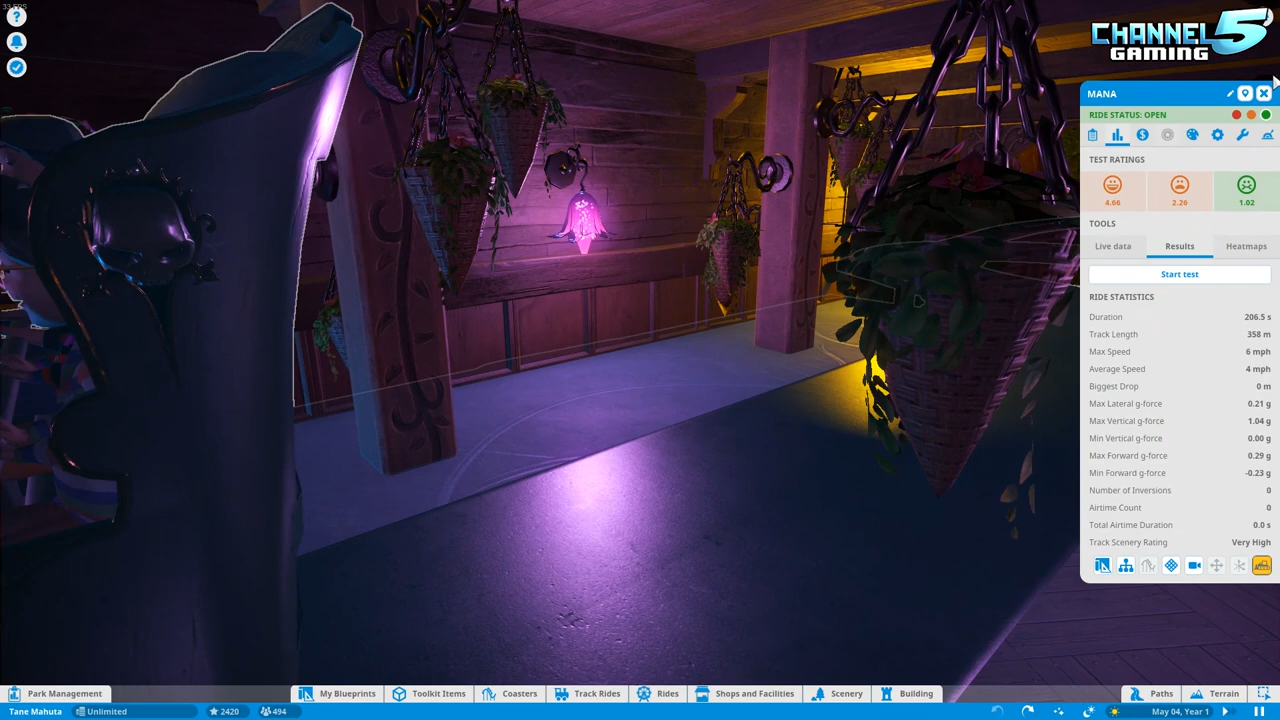 33 FPS
CHANNEL 5
GAMING
MANA
RIDE STATUS: OPEN
TEST RATINGS
4.66 2.26 1.02
TOOLS
Live data Results Heatmaps
Start test
RIDE STATISTICS
Duration 206.5 s
Track Length 358 m
Max Speed 6 mph
Average Speed 4 mph
Biggest Drop 0 m
Max Lateral g-force 0.21 g
Max Vertical g-force 1.04 g
Min Vertical g-force 0.00 g
Max Forward g-force 0.29 g
Min Forward g-force -0.23 g
Number of Inversions 0
Airtime Count 0
Total Airtime Duration 0.0 s
Track Scenery Rating Very High
Park Management My Blueprints Toolkit Items Coasters Track Rides Rides Shops and Facilities Scenery Building Paths Terrain
Tane Mahuta Unlimited 2420 494 May 04, Year 1